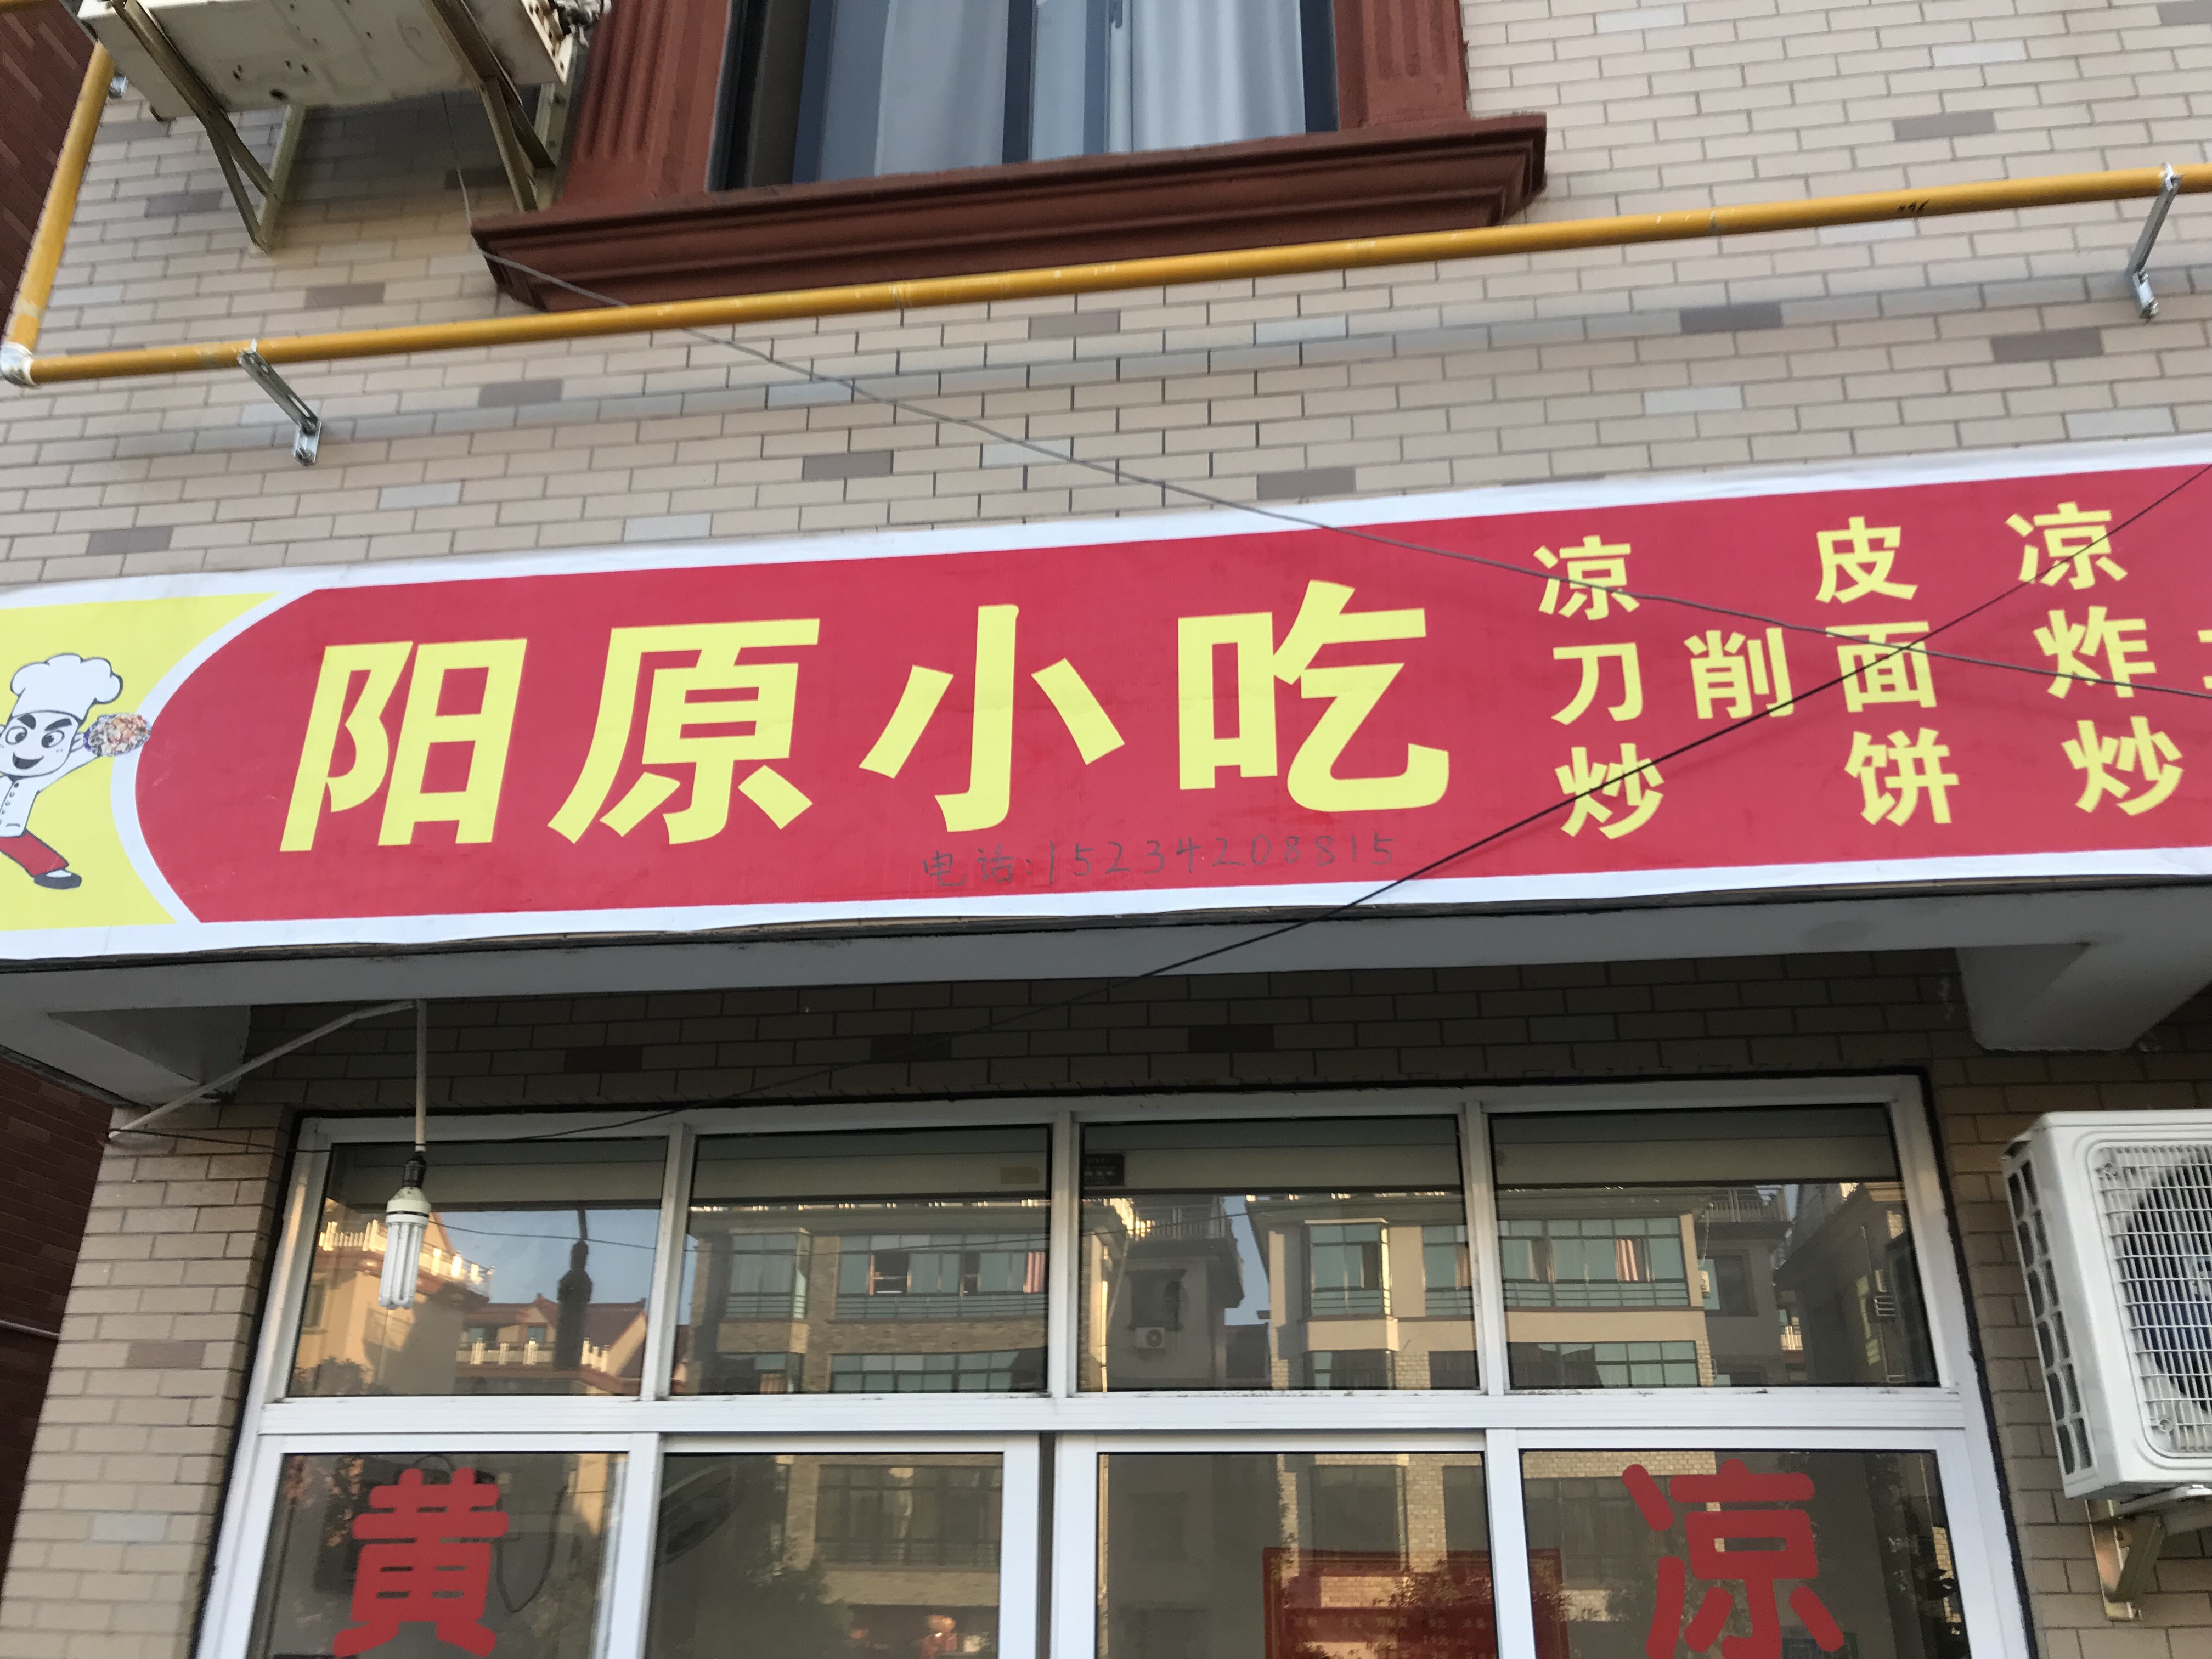 阳原小吃
凉 皮 凉
刀削面 炸
炒 饼 炒
电话:15234208815
黄
凉